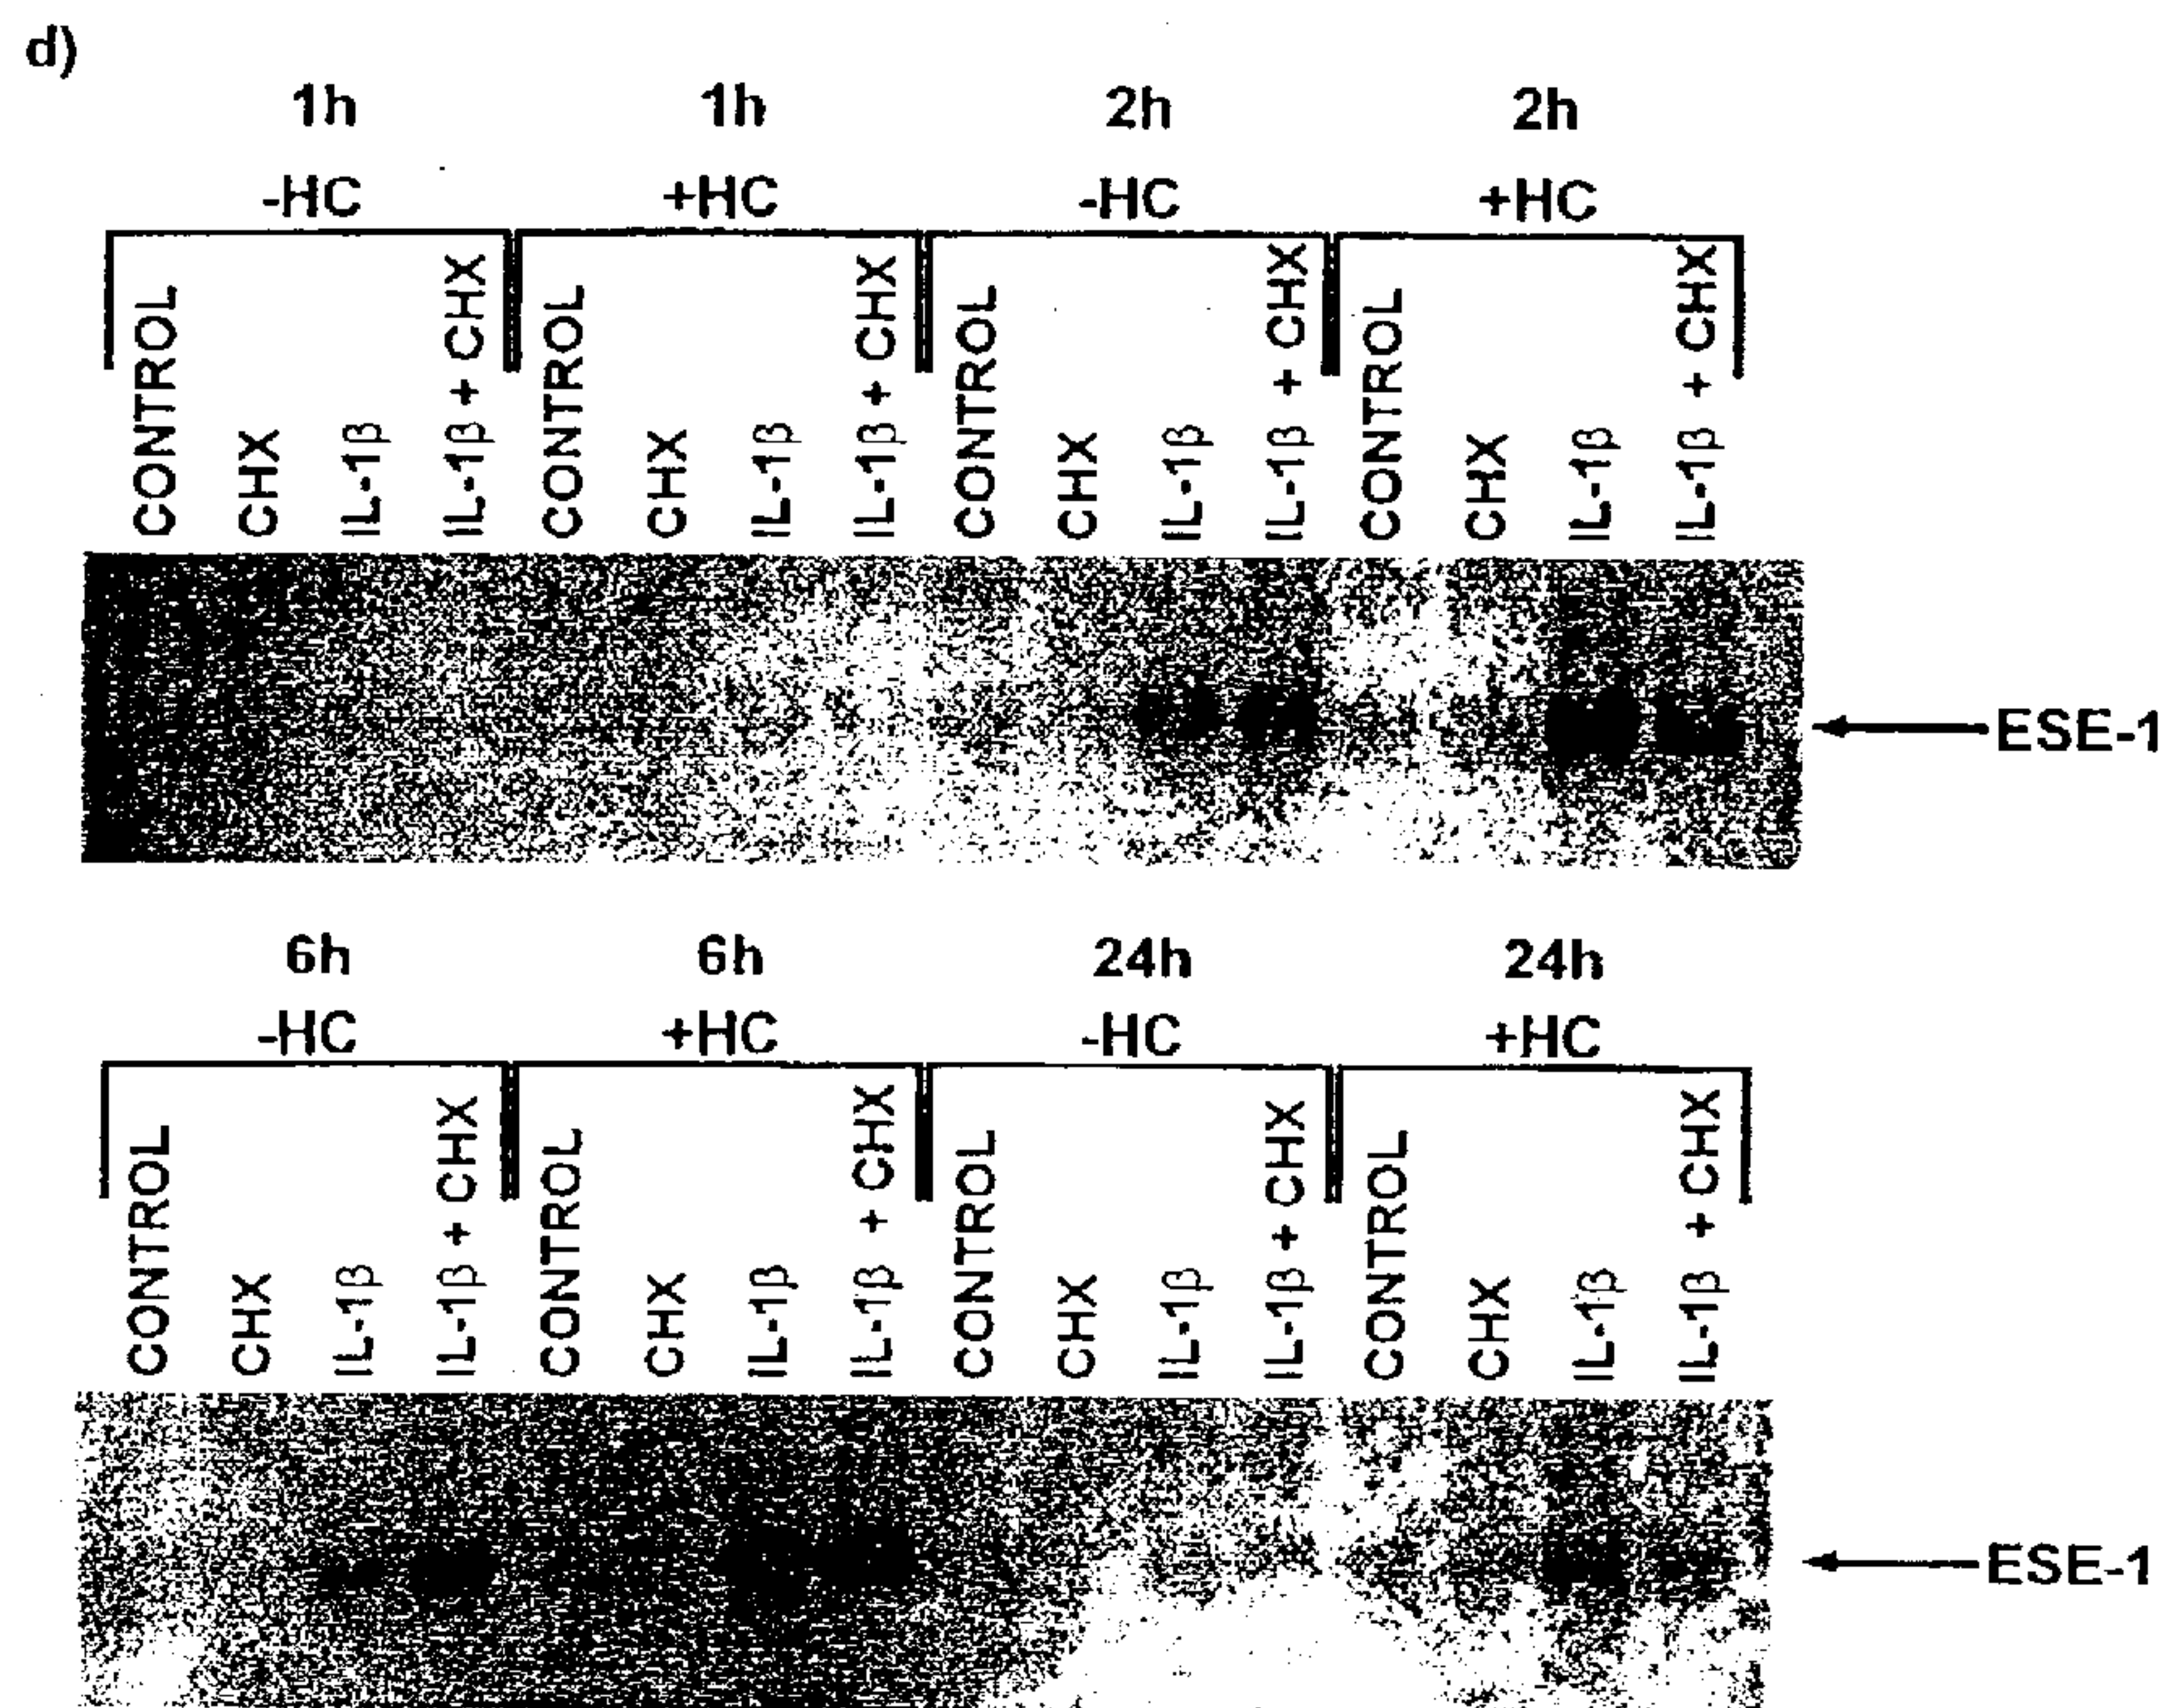 d)
1h 1h 2h 2h
-HC +HC -HC +HC
CONTROL CHX IL-1β IL-1β + CHX CONTROL CHX IL-1β IL-1β + CHX CONTROL CHX IL-1β IL-1β + CHX CONTROL CHX IL-1β IL-1β + CHX
ESE-1
6h 6h 24h 24h
-HC +HC -HC +HC
CONTROL CHX IL-1β IL-1β + CHX CONTROL CHX IL-1β IL-1β + CHX CONTROL CHX IL-1β IL-1β + CHX CONTROL CHX IL-1β IL-1β + CHX
ESE-1